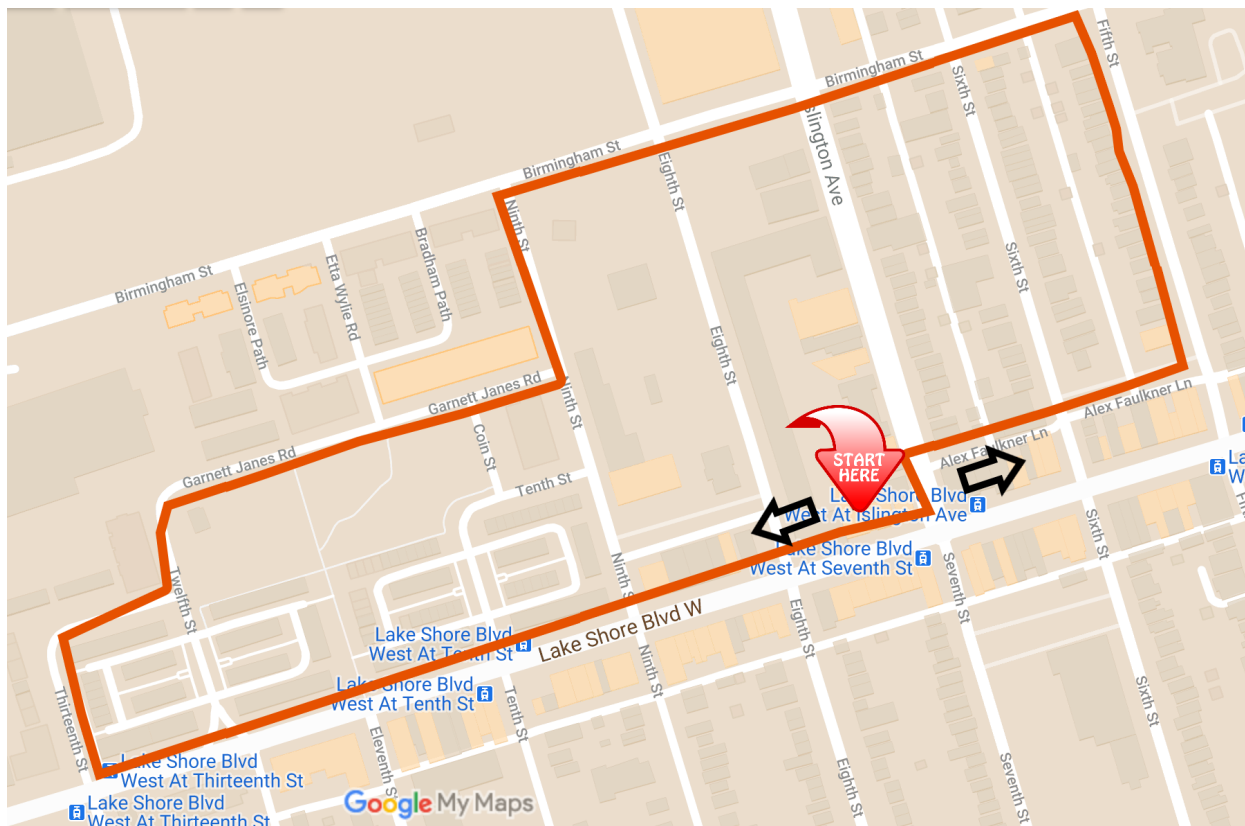 Fifth St
Birmingham St
Sixth St
slington Ave
Birmingham St
Eighth St
Ninth St
Bradham Path
Etta Wylie Rd
Birmingham St
Elsinore Path
Sixth St
Eighth St
Garnett Janes Rd
Ninth St
Alex Faulkner Ln
Coin St
Garnett Janes Rd
Alex Faulkner Ln
START
HERE
Tenth St
Lake Shore Blvd
West At Islington Ave
La
W
Fif
Sixth St
Lake Shore Blvd
West At Seventh St
Seventh St
Ninth St
Twelfth St
Eighth St
Lake Shore Blvd W
Lake Shore Blvd
West At Tenth St
Ninth St
Lake Shore Blvd
West At Tenth St
Tenth St
Sixth St
Thirteenth St
Eleventh S
Eighth St
Seventh St
Lake Shore Blvd
West At Thirteenth St
Lake Shore Blvd
West At Thirteenth St
Google My Maps